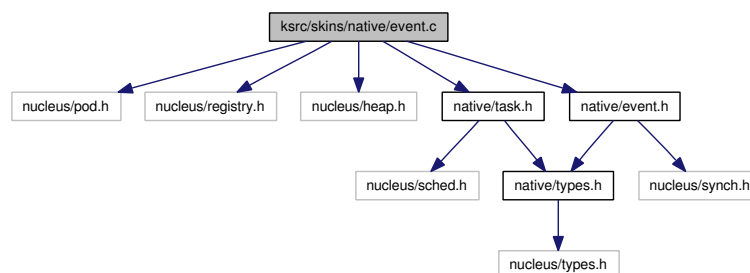 ksrc/skins/native/event.c
nucleus/pod.h
nucleus/registry.h
nucleus/heap.h
native/task.h
native/event.h
nucleus/sched.h
native/types.h
nucleus/synch.h
nucleus/types.h